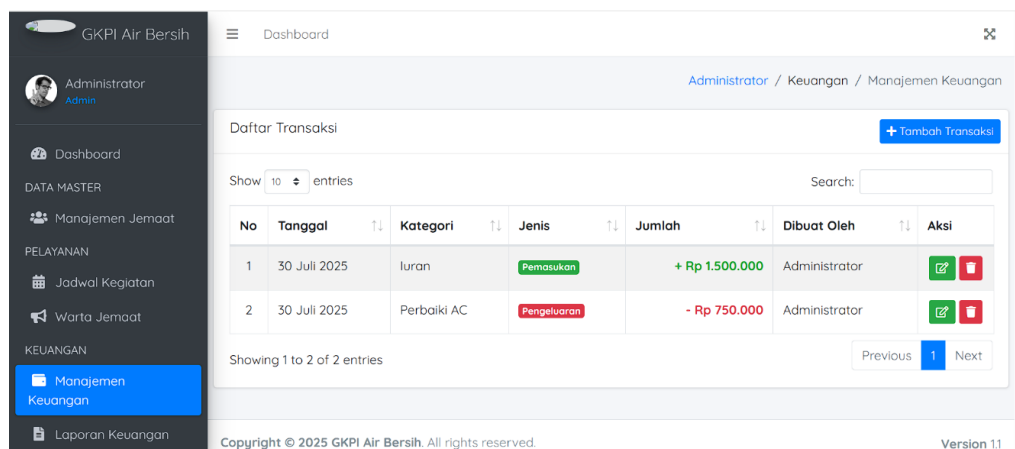 GKPI Air Bersih
Dashboard
Administrator
Admin
Administrator / Keuangan / Manajemen Keuangan
Dashboard
DATA MASTER
Manajemen Jemaat
PELAYANAN
Jadwal Kegiatan
Warta Jemaat
KEUANGAN
Manajemen
Keuangan
Laporan Keuangan
Daftar Transaksi
Tambah Transaksi
Show 10 entries
Search:
No Tanggal Kategori Jenis Jumlah Dibuat Oleh Aksi
1 30 Juli 2025 Iuran Pemasukan + Rp 1.500.000 Administrator
2 30 Juli 2025 Perbaiki AC Pengeluaran - Rp 750.000 Administrator
Showing 1 to 2 of 2 entries
Previous 1 Next
Copyright © 2025 GKPI Air Bersih. All rights reserved.
Version 1.1